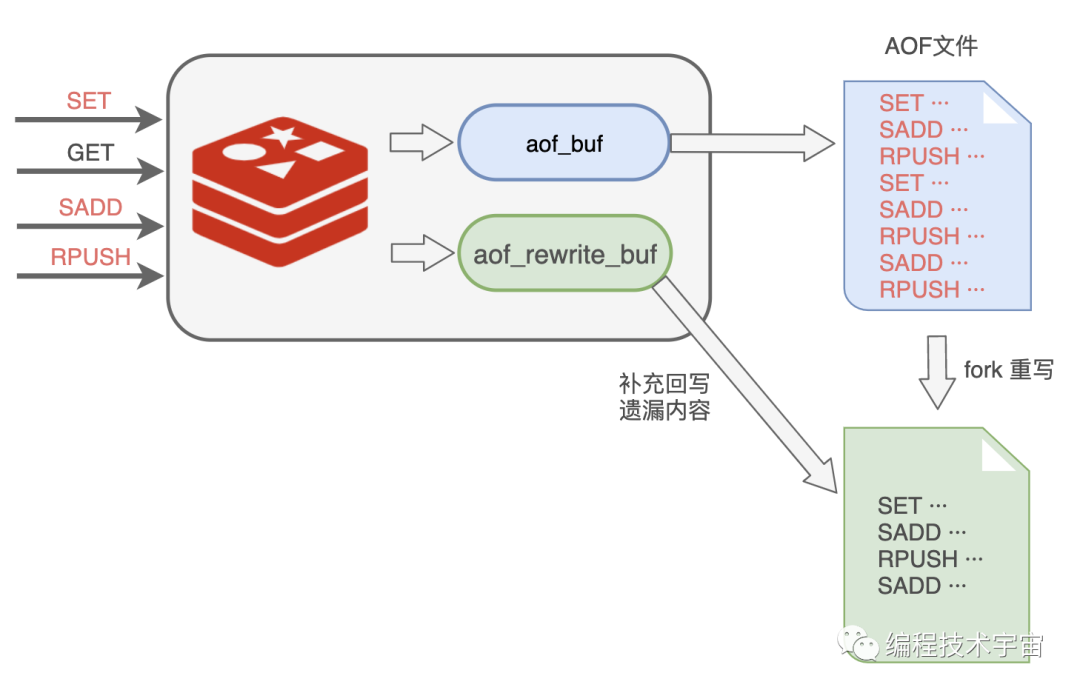 AOF文件
SET
GET
SADD
RPUSH
aof_buf
aof_rewrite_buf
SET ···
SADD ···
RPUSH ···
SET ···
SADD ···
RPUSH ···
SADD ···
RPUSH ···
fork 重写
补充回写
遗漏内容
SET ···
SADD ···
RPUSH ···
SADD ···
编程技术宇宙